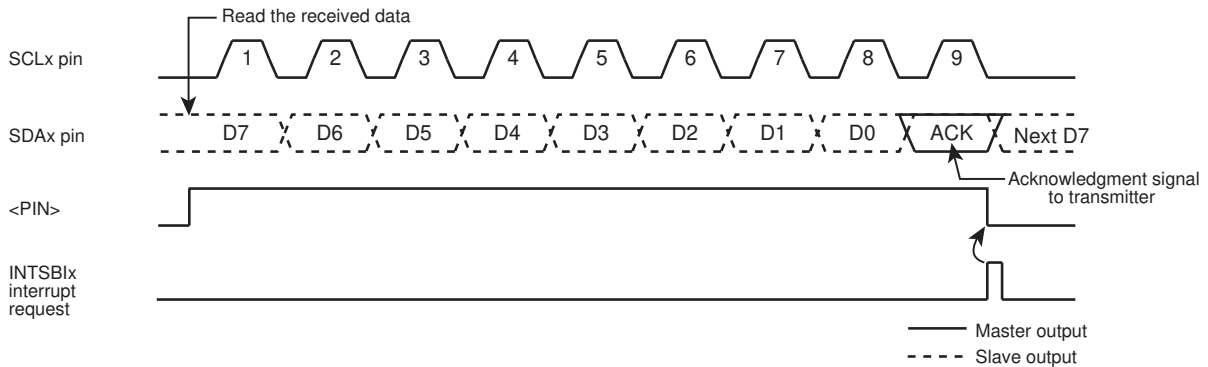 Read the received data
SCLx pin
1 2 3 4 5 6 7 8 9
SDAx pin
D7 D6 D5 D4 D3 D2 D1 D0 ACK Next D7
Acknowledgment signal
to transmitter
<PIN>
INTSBIx
interrupt
request
Master output
Slave output